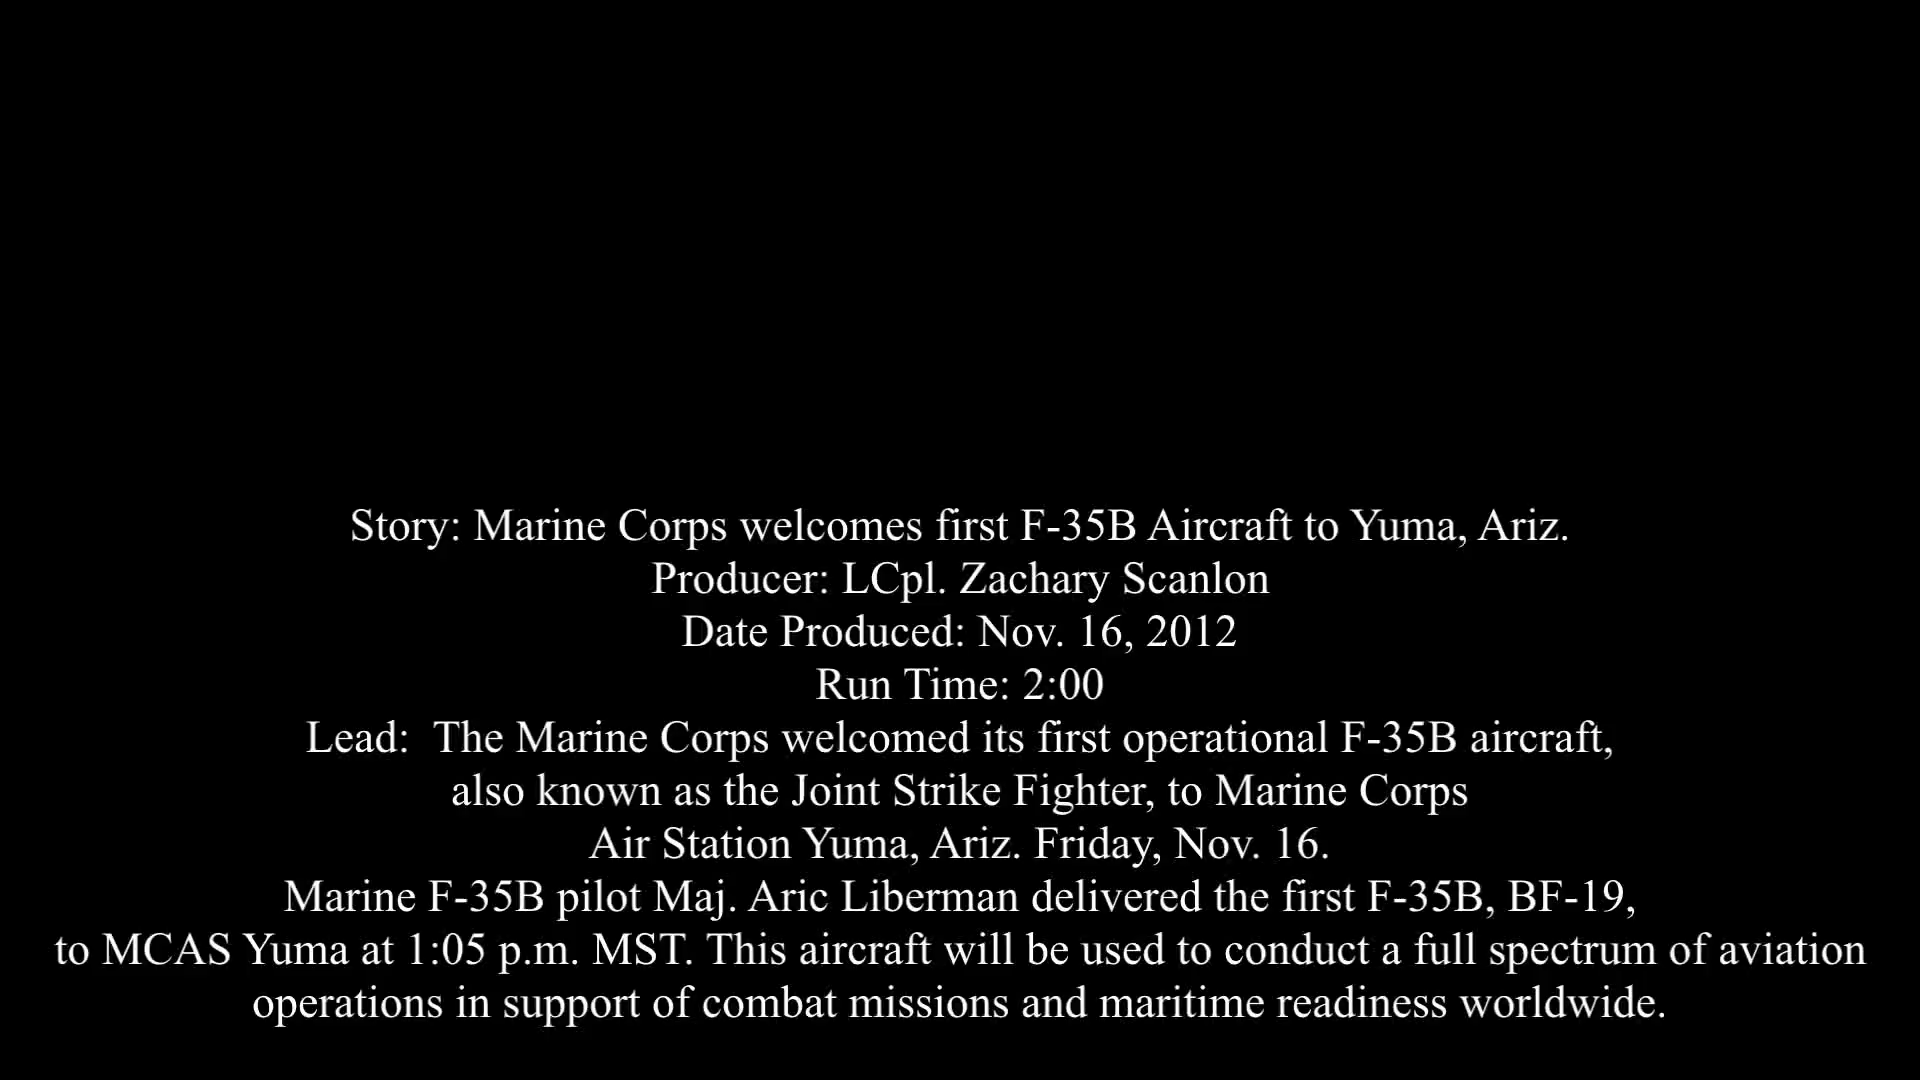 Story: Marine Corps welcomes first F-35B Aircraft to Yuma, Ariz.
Producer: LCpl. Zachary Scanlon
Date Produced: Nov. 16, 2012
Run Time: 2:00
Lead:  The Marine Corps welcomed its first operational F-35B aircraft,
also known as the Joint Strike Fighter, to Marine Corps
Air Station Yuma, Ariz. Friday, Nov. 16.
Marine F-35B pilot Maj. Aric Liberman delivered the first F-35B, BF-19,
to MCAS Yuma at 1:05 p.m. MST. This aircraft will be used to conduct a full spectrum of aviation
operations in support of combat missions and maritime readiness worldwide.